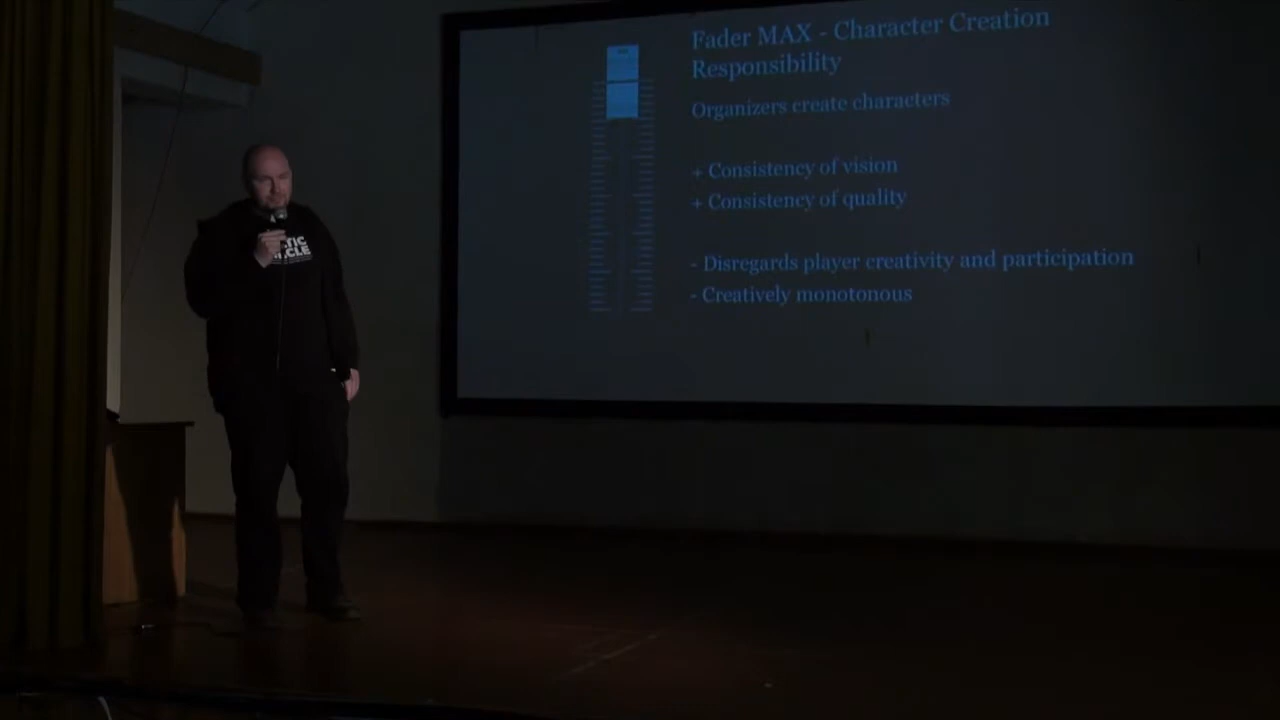 Fader MAX - Character Creation
Responsibility
Organizers create characters
+ Consistency of vision
+ Consistency of quality
- Disregards player creativity and participation
- Creatively monotonous